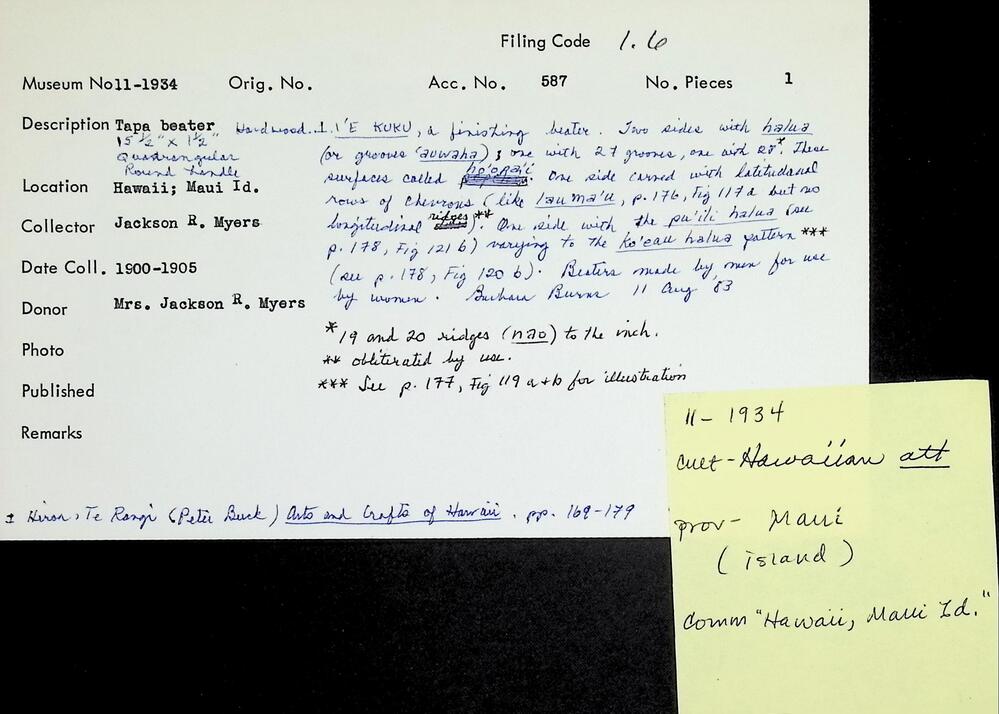 Filing Code 1.6
Museum No11-1934 Orig. No. Acc. No. 587 No. Pieces 1
Description Tapa beater, Hardwood. ± I'E KUKU, a finishing beater. Two sides with halua
15 1/2" x 1 1/2"
Quadrangular
Round handle
(or grooves 'auwaha); one with 27 grooves, one with 28*. These
surfaces called ho'opa'i. One side carved with latitudanal
rows of chevrons (like lau ma'u, p. 176, Fig 117 a but no
longitudinal ridges)**. One side with the pu'ili halua (see
p. 178, Fig 121 b) varying to the ko'eau halua pattern ***
(see p. 178, Fig 120 b). Beaters made by men for use
by women. Barbara Burns 11 Aug '83
Location Hawaii; Maui Id.
Collector Jackson R. Myers
Date Coll. 1900-1905
Donor Mrs. Jackson R. Myers
Photo
Published
Remarks
* 19 and 20 ridges (nao) to the inch.
** obliterated by use.
*** See p. 177, Fig 119 a+b for illustration
± Hiroa, Te Rangi (Peter Buck) Arts and Crafts of Hawaii. pp. 169-179
11-1934
cult-Hawaiian att
prov- Maui
(island)
Comm "Hawaii, Maui Id."